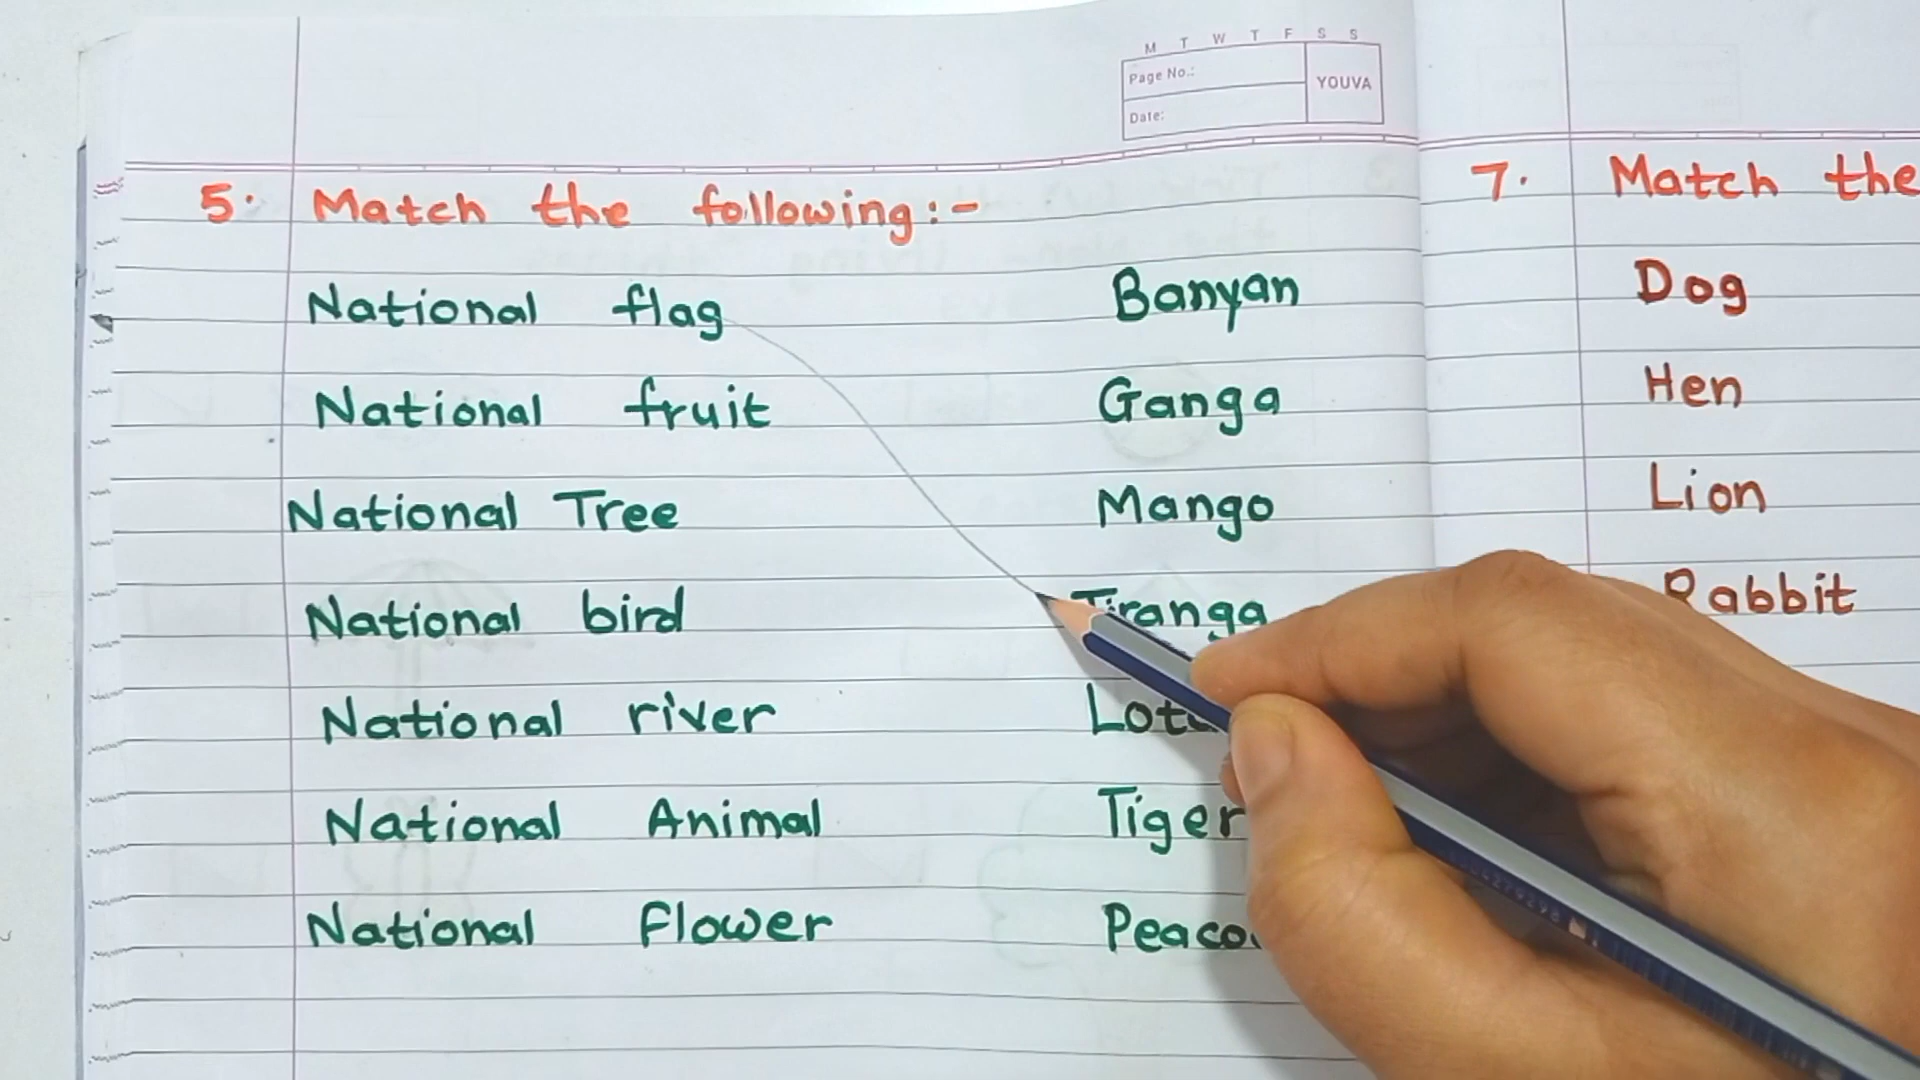 M T W T F S S
Page No.:
YOUVA
Date:
5. Match the following:-
National flag Banyan
National fruit Ganga
National Tree Mango
National bird Tiranga
National river
National Animal Tiger
National Flower
7. Match the
Dog
Hen
Lion
Rabbit